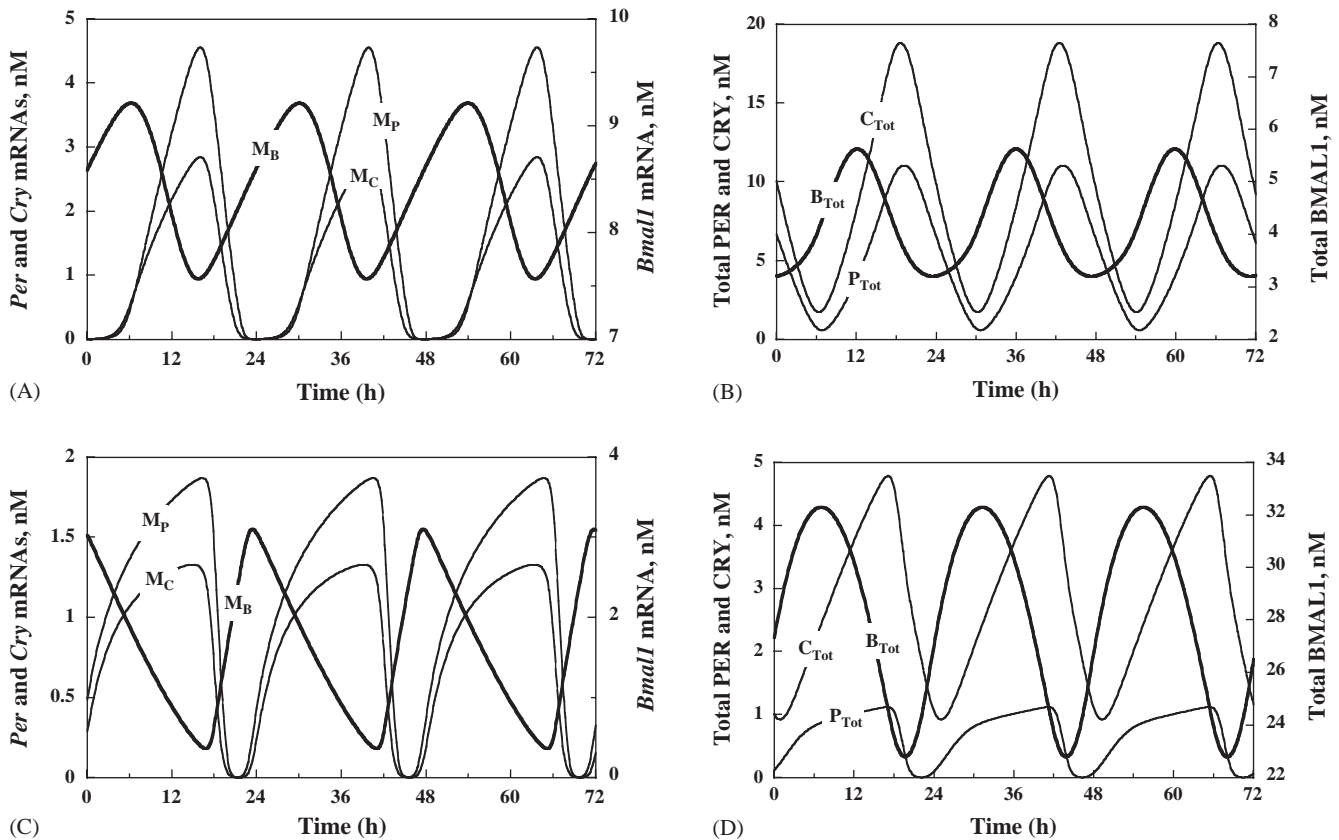 5
4
3
2
1
0
10
9
8
7
0
12
24
36
48
60
72
Per and Cry mRNAs, nM
Bmal1 mRNA, nM
M_B
M_P
M_C
Time (h)
(A)
20
15
10
5
0
8
7
6
5
4
3
2
0
12
24
36
48
60
72
Total PER and CRY, nM
Total BMAL1, nM
C_Tot
B_Tot
P_Tot
Time (h)
(B)
2
1.5
1
0.5
0
4
2
0
0
12
24
36
48
60
72
Per and Cry mRNAs, nM
Bmal1 mRNA, nM
M_P
M_C
M_B
Time (h)
(C)
5
4
3
2
1
0
34
32
30
28
26
24
22
0
12
24
36
48
60
72
Total PER and CRY, nM
Total BMAL1, nM
C_Tot
B_Tot
P_Tot
Time (h)
(D)